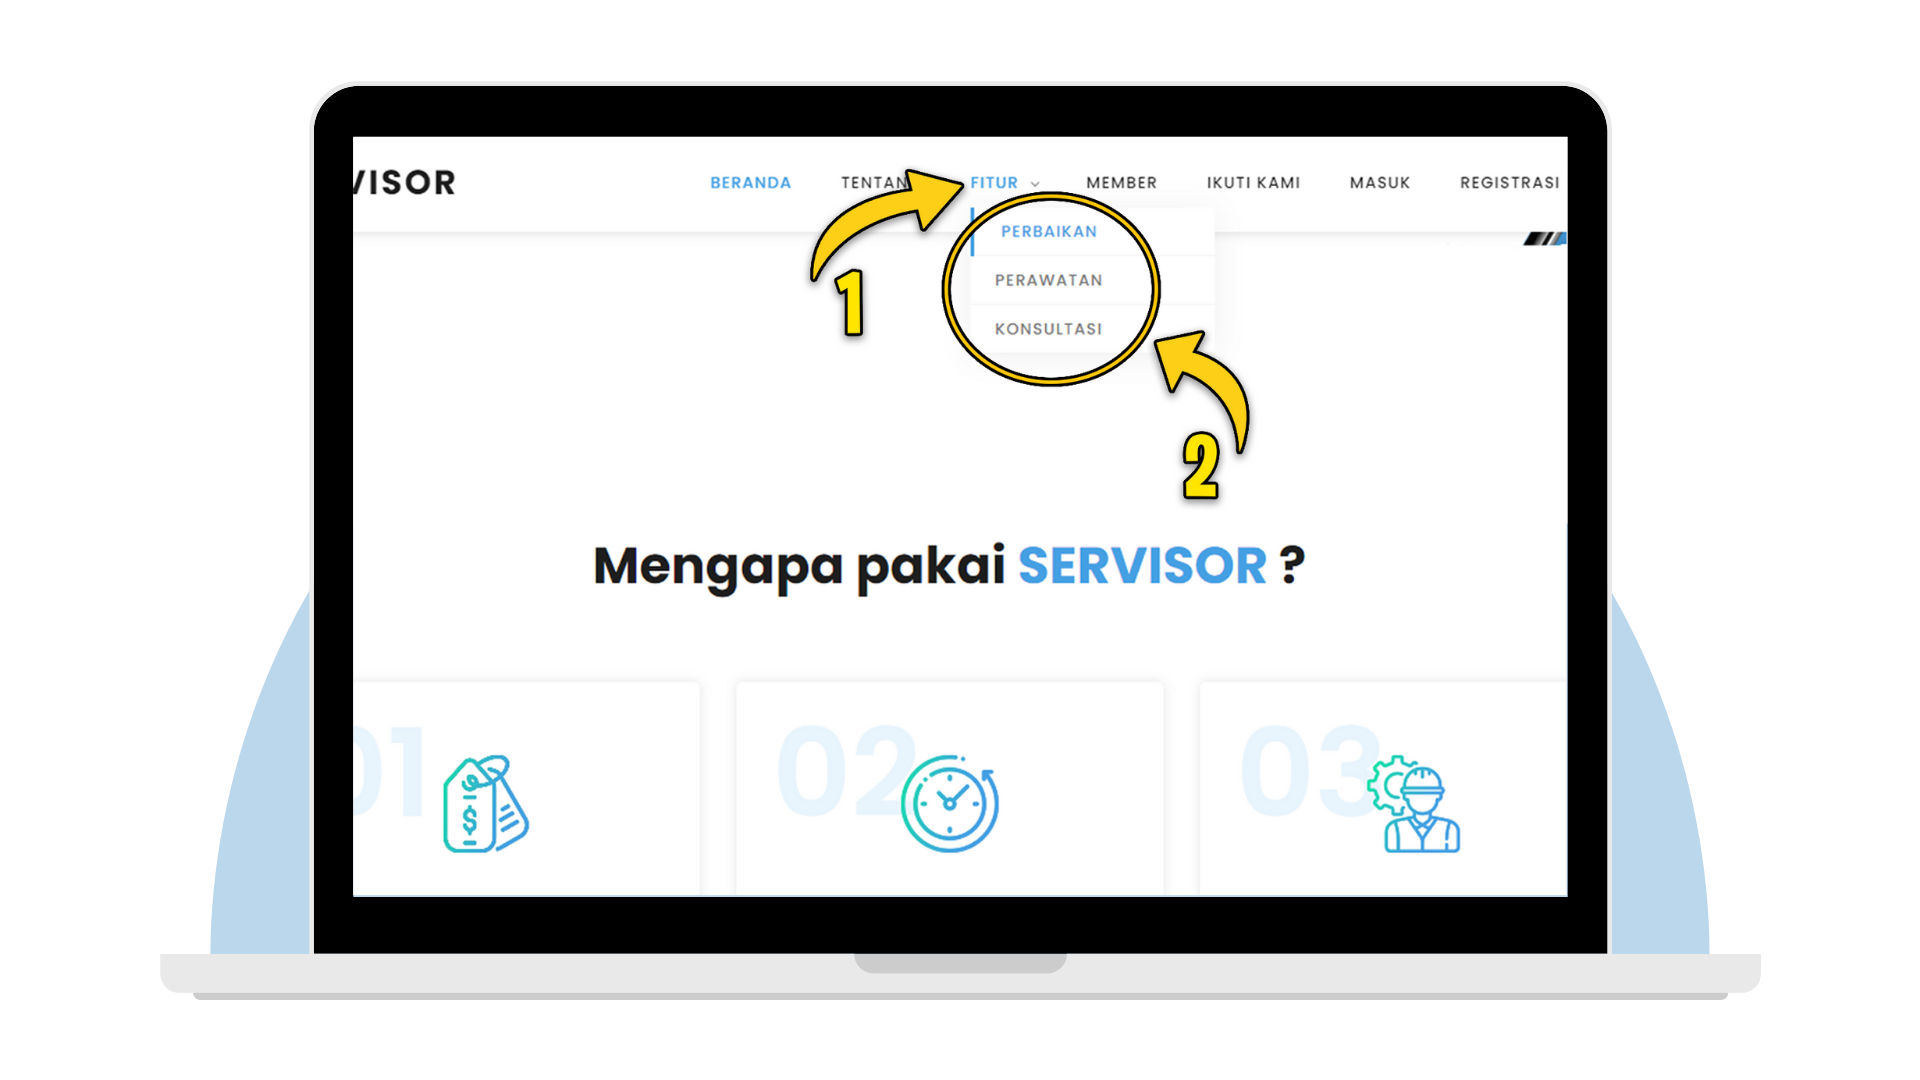 VISOR
BERANDA TENTAN FITUR MEMBER IKUTI KAMI MASUK REGISTRASI
PERBAIKAN
PERAWATAN
KONSULTASI
1
2
Mengapa pakai SERVISOR ?
01 02 03
$